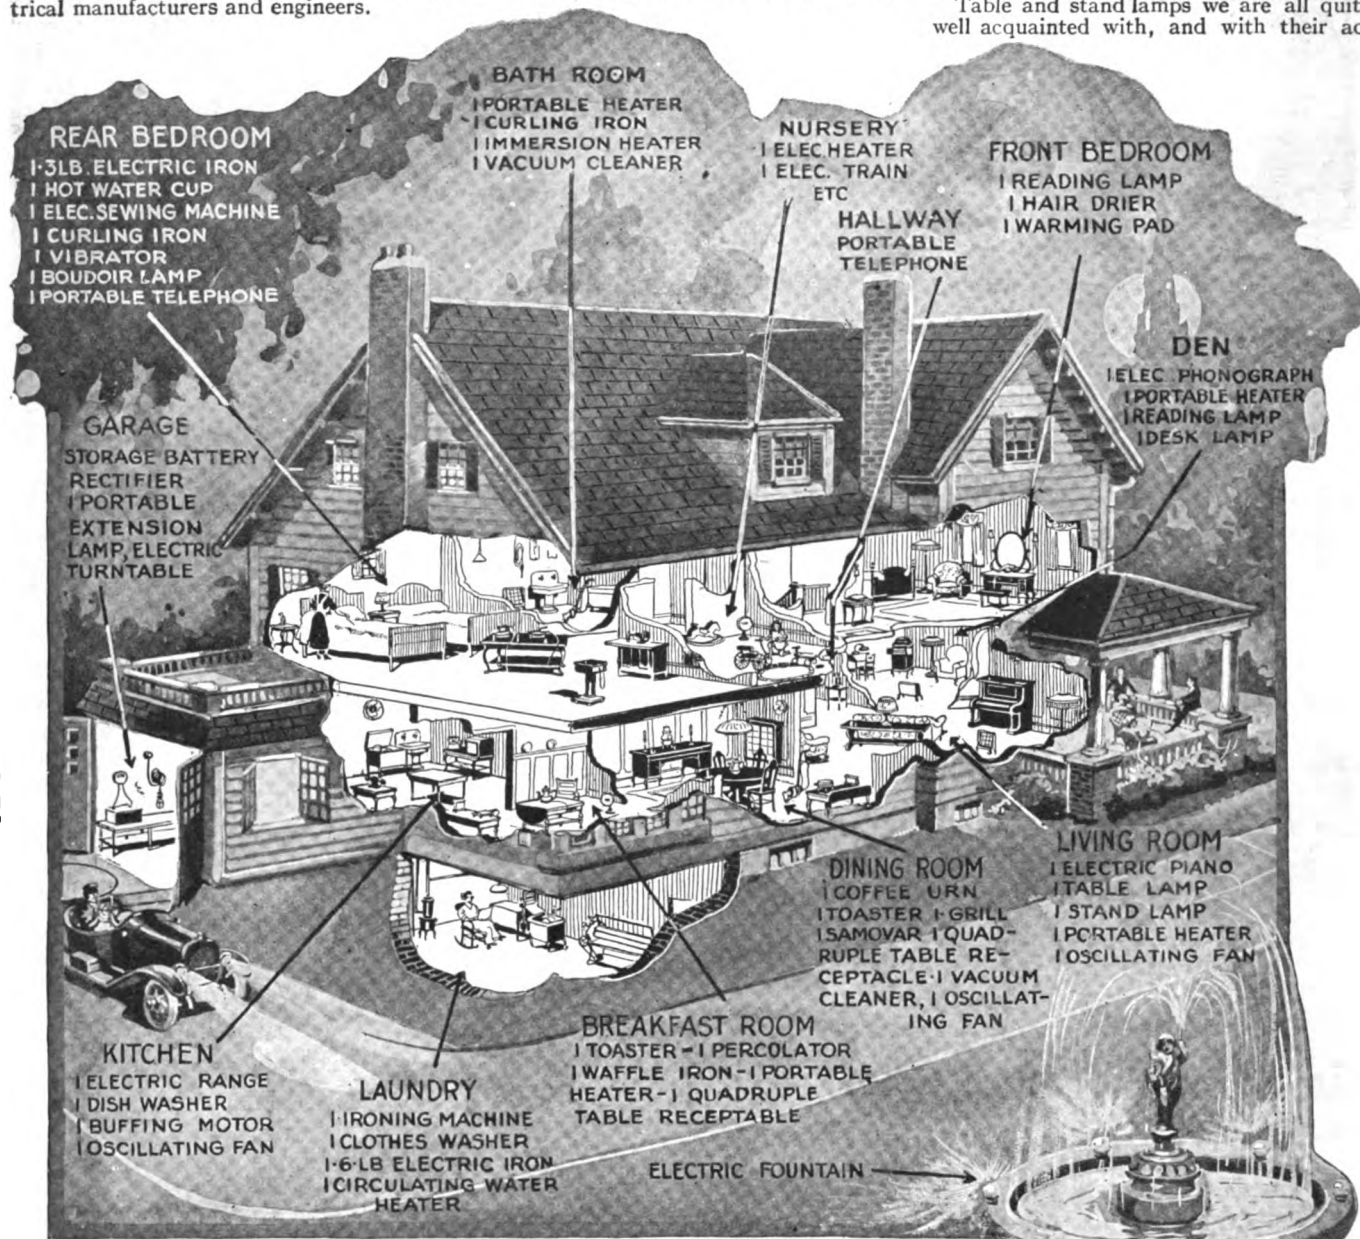 trical manufacturers and engineers.
Table and stand lamps we are all quit
well acquainted with, and with their ac
REAR BEDROOM
1·3LB. ELECTRIC IRON
1 HOT WATER CUP
1 ELEC. SEWING MACHINE
1 CURLING IRON
1 VIBRATOR
1 BOUDOIR LAMP
1 PORTABLE TELEPHONE
BATH ROOM
1 PORTABLE HEATER
1 CURLING IRON
1 IMMERSION HEATER
1 VACUUM CLEANER
NURSERY
1 ELEC. HEATER
1 ELEC. TRAIN
ETC
HALLWAY
PORTABLE
TELEPHONE
FRONT BEDROOM
1 READING LAMP
1 HAIR DRIER
1 WARMING PAD
DEN
1 ELEC. PHONOGRAPH
1 PORTABLE HEATER
1 READING LAMP
1 DESK LAMP
GARAGE
STORAGE BATTERY
RECTIFIER
1 PORTABLE
EXTENSION
LAMP, ELECTRIC
TURNTABLE
KITCHEN
1 ELECTRIC RANGE
1 DISH WASHER
1 BUFFING MOTOR
1 OSCILLATING FAN
LAUNDRY
1 IRONING MACHINE
1 CLOTHES WASHER
1·6·LB ELECTRIC IRON
1 CIRCULATING WATER
HEATER
BREAKFAST ROOM
1 TOASTER - 1 PERCOLATOR
1 WAFFLE IRON - 1 PORTABLE
HEATER - 1 QUADRUPLE
TABLE RECEPTABLE
DINING ROOM
1 COFFEE URN
1 TOASTER 1 · GRILL
1 SAMOVAR 1 QUAD-
RUPLE TABLE RE-
CEPTACLE · 1 VACUUM
CLEANER, 1 OSCILLAT-
ING FAN
LIVING ROOM
1 ELECTRIC PIANO
1 TABLE LAMP
1 STAND LAMP
1 PORTABLE HEATER
1 OSCILLATING FAN
ELECTRIC FOUNTAIN